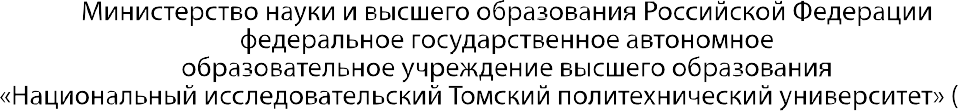 Министерство науки и высшего образования Российской Федерации
федеральное государственное автономное
образовательное учреждение высшего образования
«Национальный исследовательский Томский политехнический университет» (